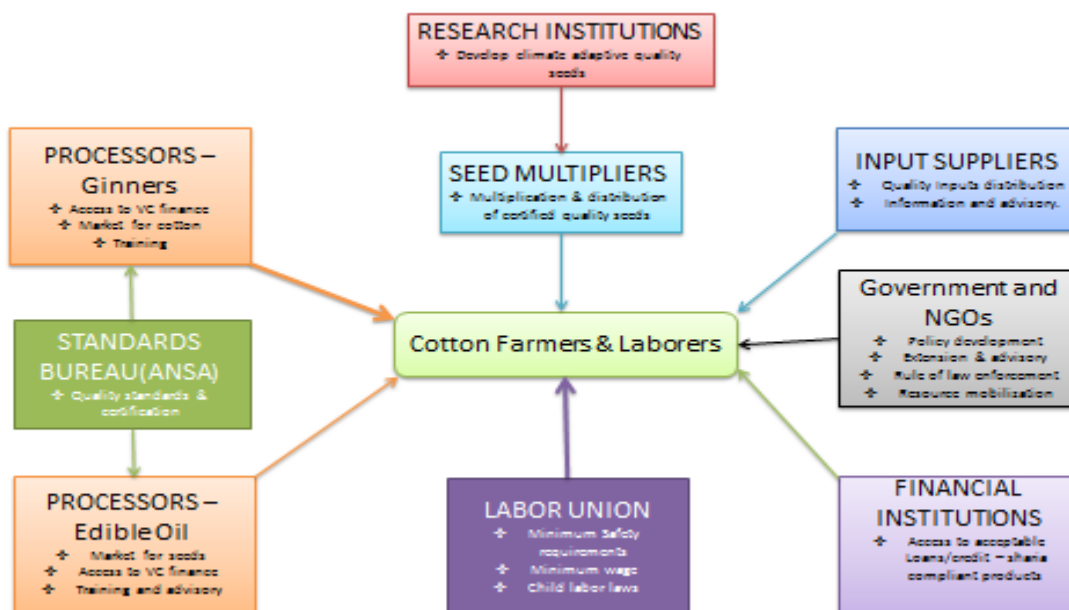 RESEARCH INSTITUTIONS
❖ Develop climate adaptive quality
seeds
PROCESSORS –
Ginners
❖ Access to VC finance
❖ Market for cotton
❖ Training
SEED MULTIPLIERS
❖ Multiplication & distribution
of certified quality seeds
INPUT SUPPLIERS
❖ Quality Inputs distribution
❖ Information and advisory.
STANDARDS
BUREAU(ANSA)
❖ Quality standards &
certification
Cotton Farmers & Laborers
Government and
NGOs
❖ Policy development
❖ Extension & advisory
❖ Rule of law enforcement
❖ Resource mobilisation
PROCESSORS –
Edible Oil
❖ Market for seeds
❖ Access to VC finance
❖ Training and advisory
LABOR UNION
❖ Minimum Safety
requirements
❖ Minimum wage
❖ Child labor laws
FINANCIAL
INSTITUTIONS
❖ Access to acceptable
Loans/credit – sharia
compliant products